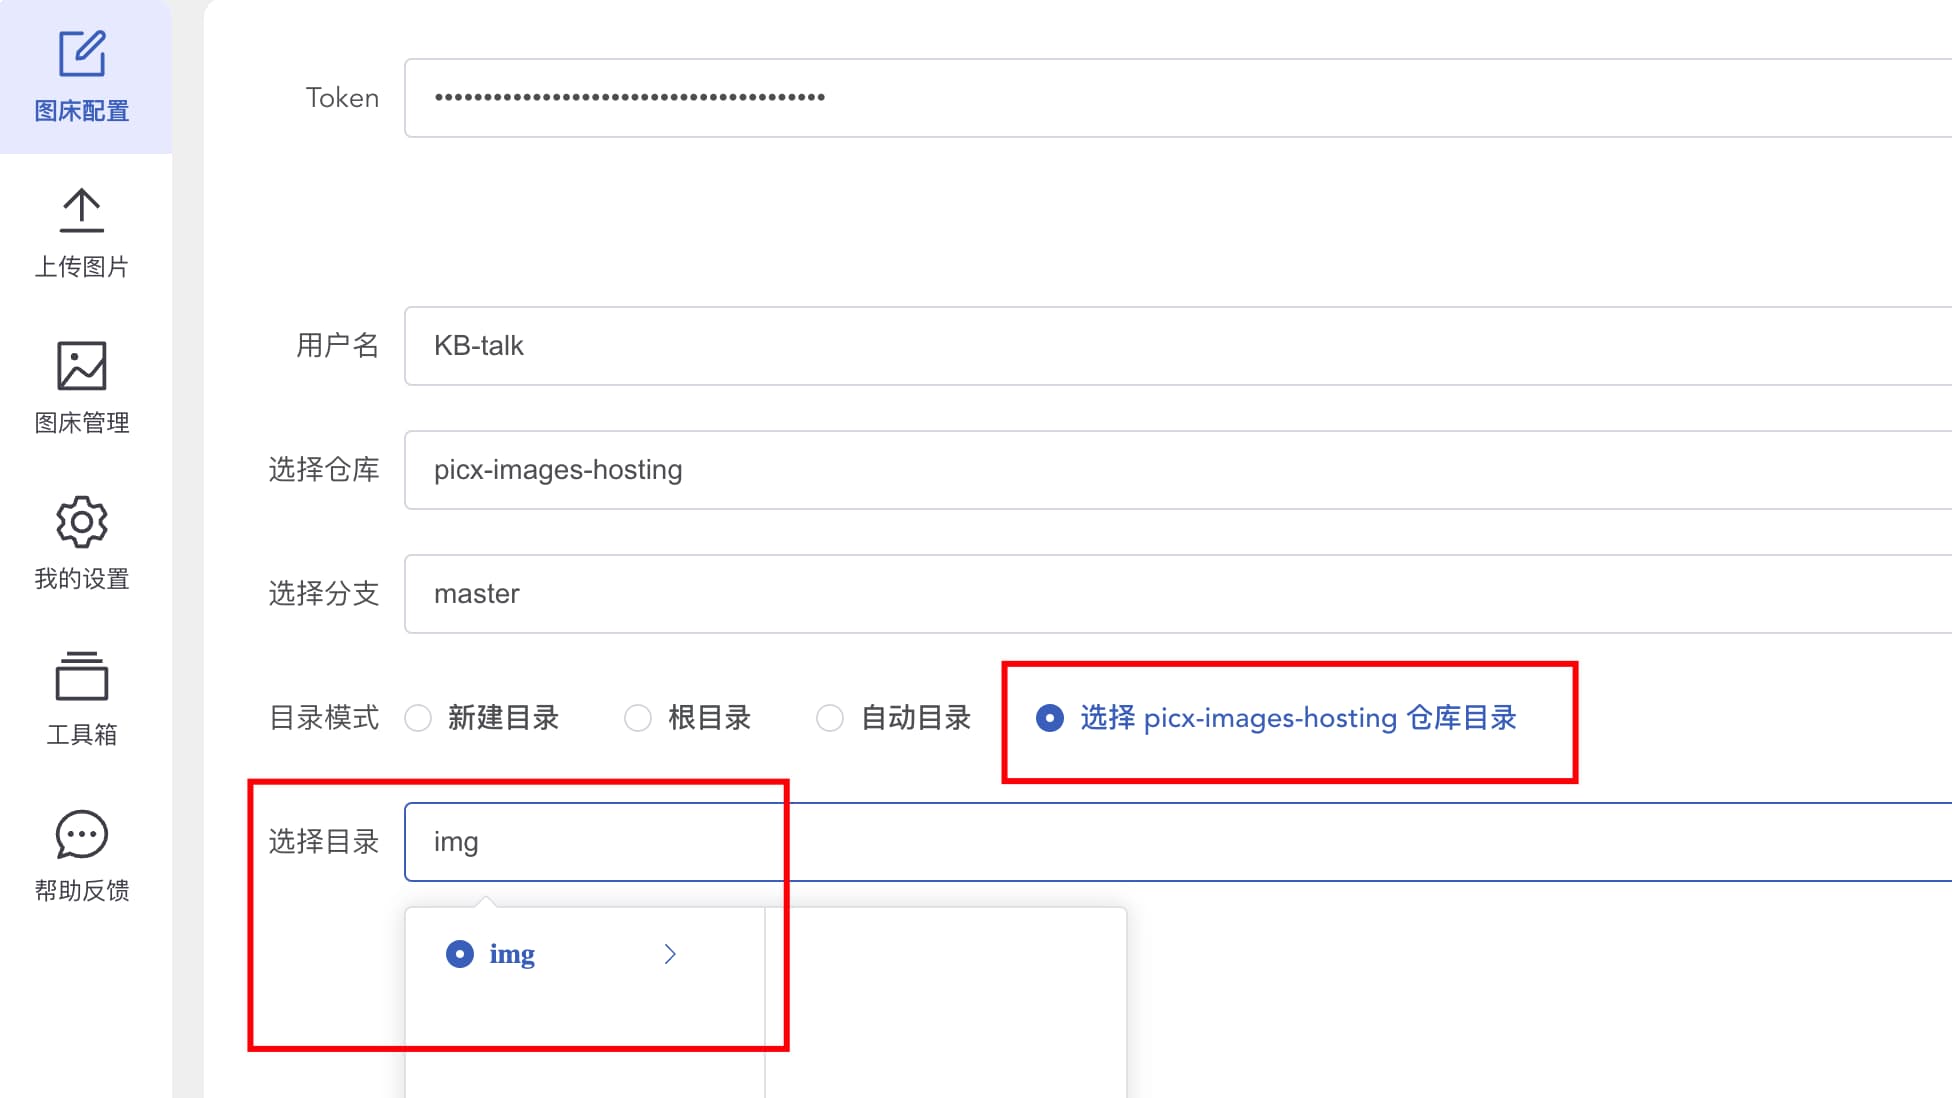 图床配置
上传图片
图床管理
我的设置
工具箱
帮助反馈
Token ••••••••••••••••••••••••••••••••••••••••
用户名 KB-talk
选择仓库 picx-images-hosting
选择分支 master
目录模式 新建目录 根目录 自动目录 选择 picx-images-hosting 仓库目录
选择目录 img
img